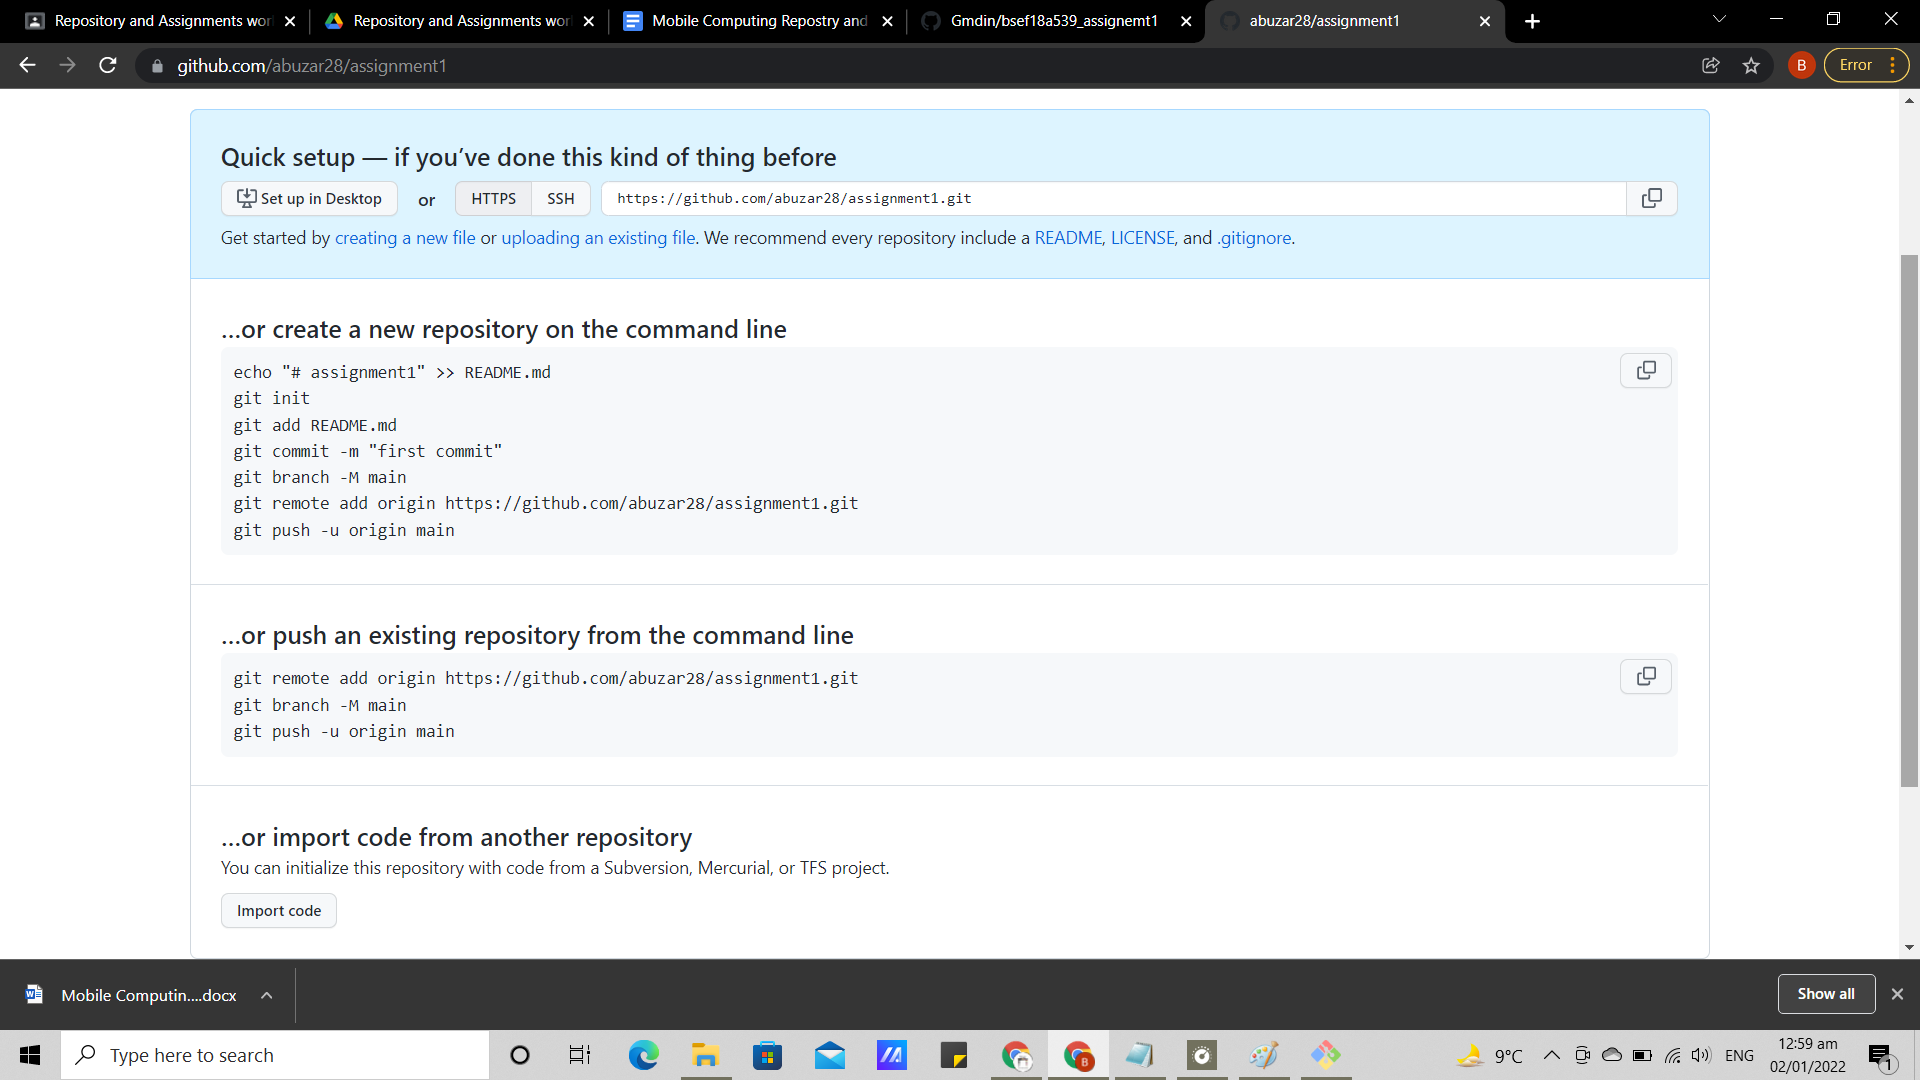 Repository and Assignments wor
Repository and Assignments wor
Mobile Computing Repostry and
Gmdin/bsef18a539_assignemt1
abuzar28/assignment1
github.com/abuzar28/assignment1
B
Error
Quick setup — if you’ve done this kind of thing before
Set up in Desktop
or
HTTPS
SSH
https://github.com/abuzar28/assignment1.git
Get started by creating a new file or uploading an existing file. We recommend every repository include a README, LICENSE, and .gitignore.
…or create a new repository on the command line
echo "# assignment1" >> README.md
git init
git add README.md
git commit -m "first commit"
git branch -M main
git remote add origin https://github.com/abuzar28/assignment1.git
git push -u origin main
…or push an existing repository from the command line
git remote add origin https://github.com/abuzar28/assignment1.git
git branch -M main
git push -u origin main
…or import code from another repository
You can initialize this repository with code from a Subversion, Mercurial, or TFS project.
Import code
Mobile Computin....docx
Show all
Type here to search
B
9°C
ENG
12:59 am
02/01/2022
1